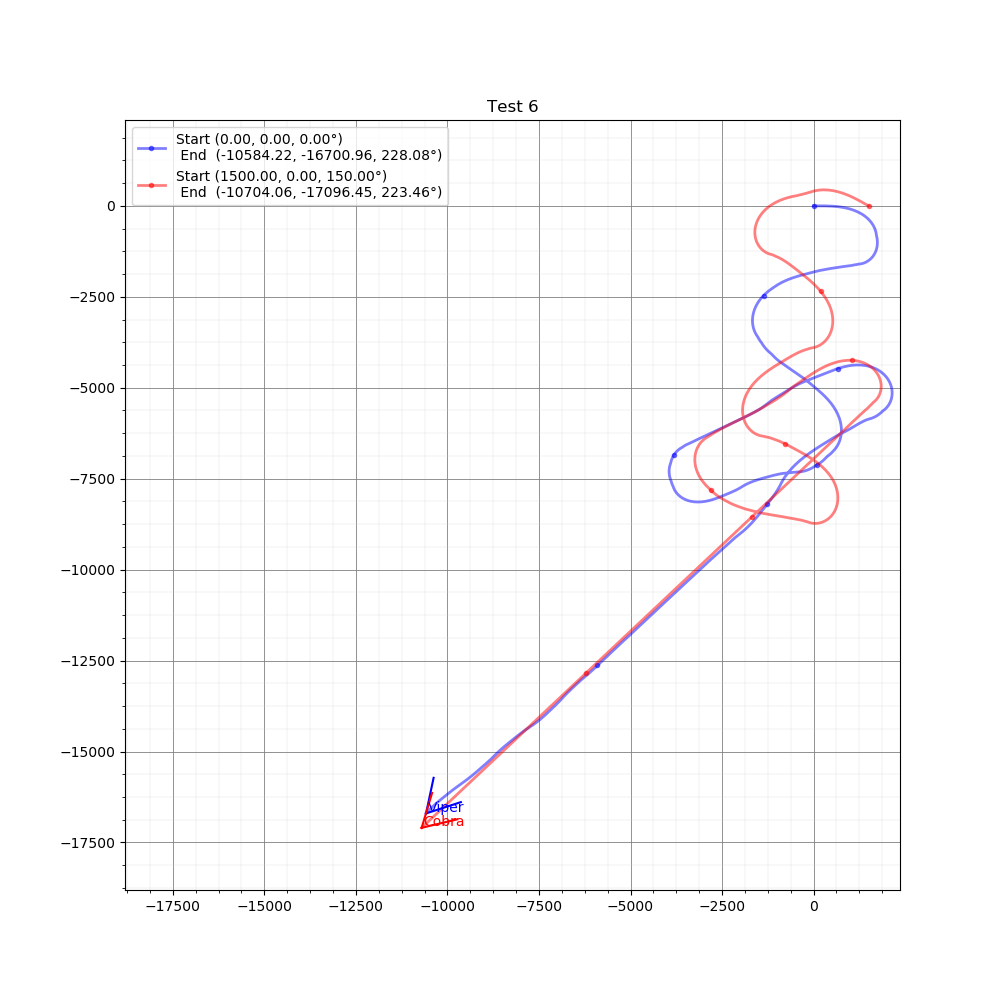 Test 6
Start (0.00, 0.00, 0.00°)
End  (-10584.22, -16700.96, 228.08°)
Start (1500.00, 0.00, 150.00°)
End  (-10704.06, -17096.45, 223.46°)
0
−2500
−5000
−7500
−10000
−12500
−15000
−17500
Viper
Cobra
−17500 −15000 −12500 −10000 −7500 −5000 −2500 0